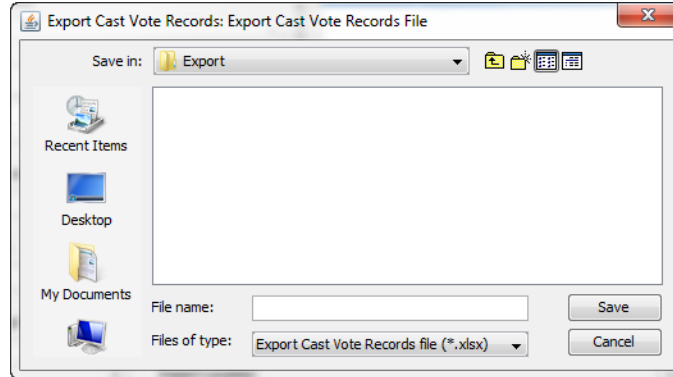 Export Cast Vote Records: Export Cast Vote Records File
Save in: Export
Recent Items
Desktop
My Documents
File name:
Save
Files of type: Export Cast Vote Records file (*.xlsx)
Cancel